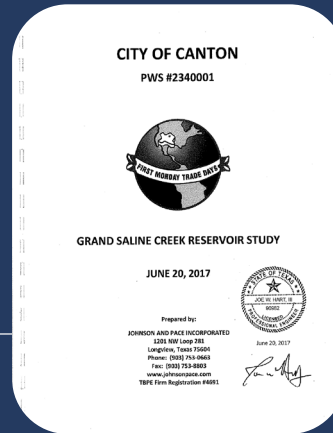 CITY OF CANTON
PWS #2340001
FIRST MONDAY TRADE DAYS
GRAND SALINE CREEK RESERVOIR STUDY
JUNE 20, 2017
STATE OF TEXAS
JOE W. HART, III
90982
LICENSED
PROFESSIONAL ENGINEER
Prepared by:
JOHNSON AND PACE INCORPORATED
1201 NW Loop 281
Longview, Texas 75604
Phone: (903) 753-0663
Fax: (903) 753-8803
www.johnsonpace.com
TBPE Firm Registration #4691
June 20, 2017